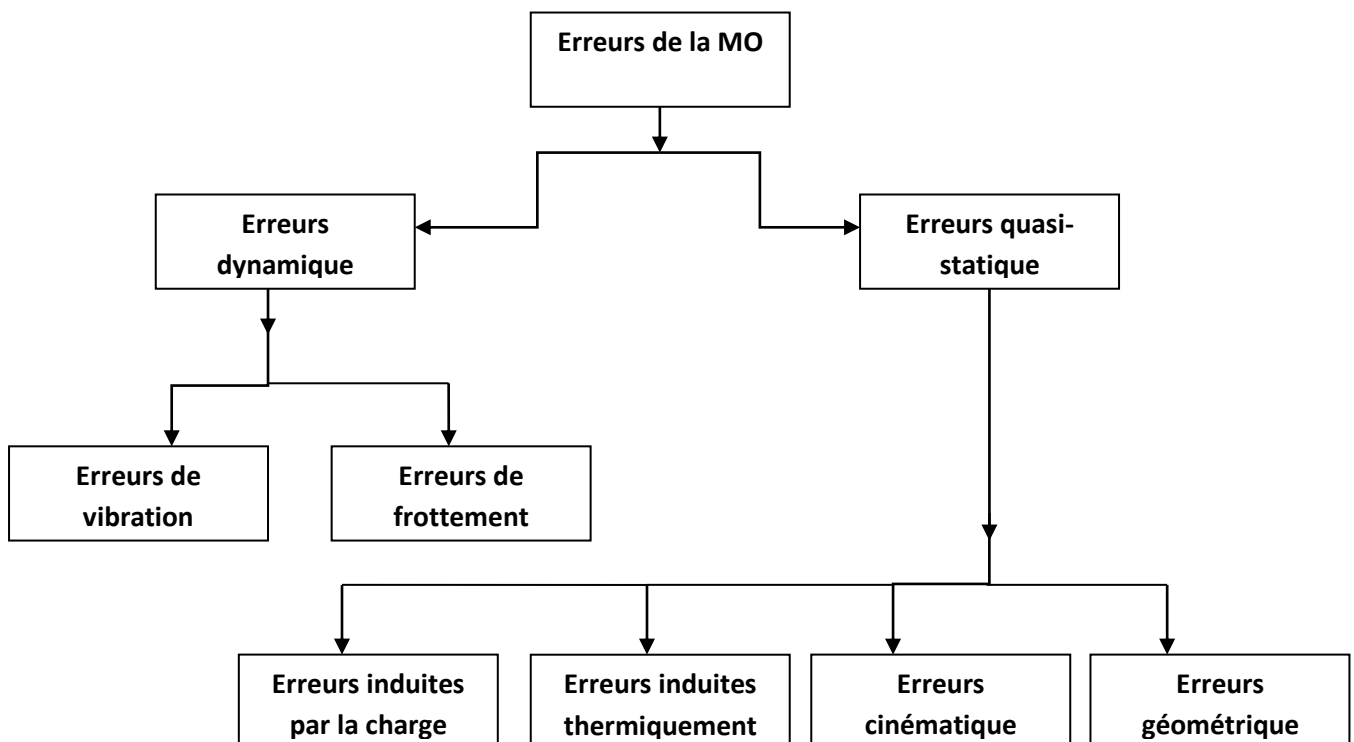 Erreurs de la MO
Erreurs
dynamique
Erreurs quasi-
statique
Erreurs de
vibration
Erreurs de
frottement
Erreurs induites
par la charge
Erreurs induites
thermiquement
Erreurs
cinématique
Erreurs
géométrique